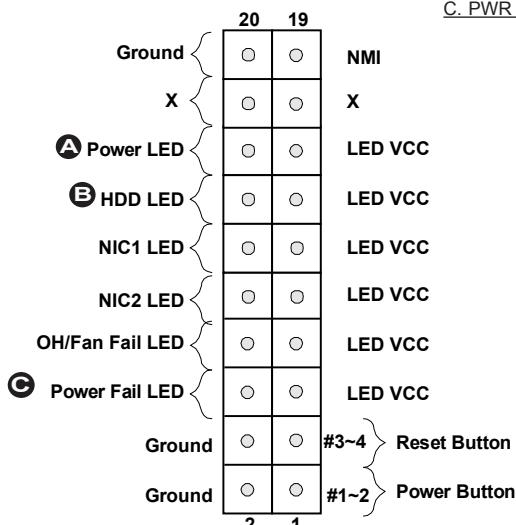 C. PWR
20 19
Ground NMI
X X
A Power LED LED VCC
B HDD LED LED VCC
NIC1 LED LED VCC
NIC2 LED LED VCC
OH/Fan Fail LED LED VCC
C Power Fail LED LED VCC
Ground #3~4 Reset Button
Ground #1~2 Power Button
2 1